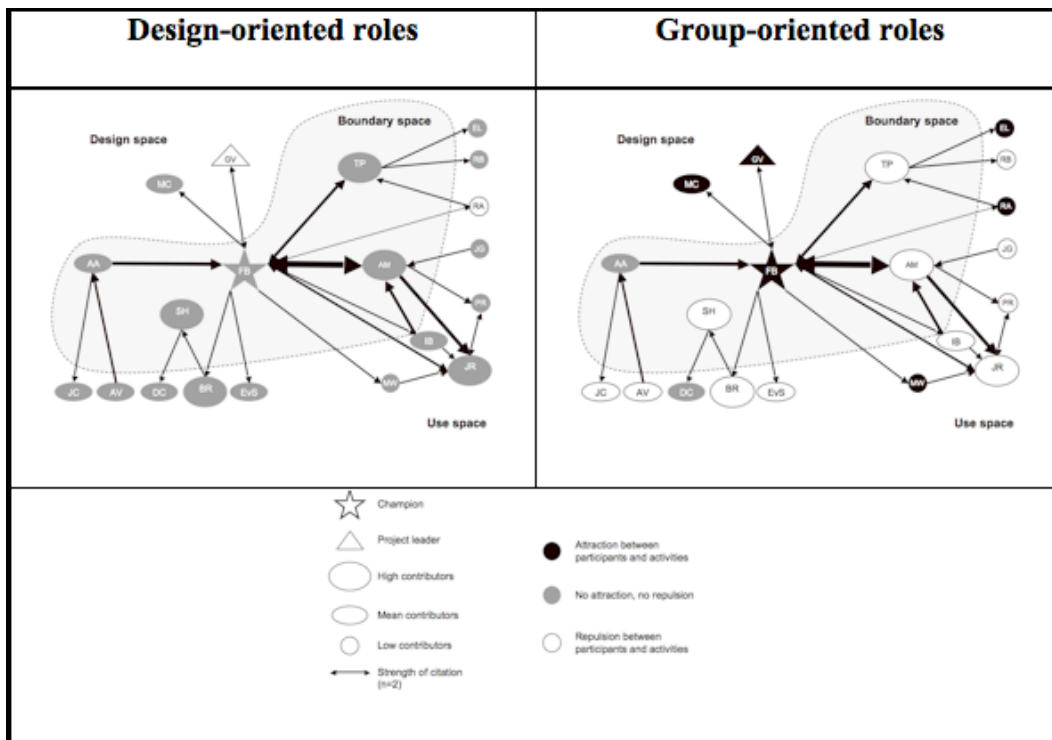 Design-oriented roles
Group-oriented roles
Design space
Boundary space
EL
GV
TP
RB
MC
RA
JG
AA
FB
AM
PR
SH
IB
JR
MW
JC
AV
DC
BR
EvS
Use space
Design space
Boundary space
EL
GV
TP
RB
MC
RA
JG
AA
FB
AM
PR
SH
IB
JR
MW
JC
AV
DC
BR
EvS
Use space
Champion
Project leader
High contributors
Mean contributors
Low contributors
Strength of citation
(n=2)
Attraction between
participants and activities
No attraction, no repulsion
Repulsion between
participants and activities